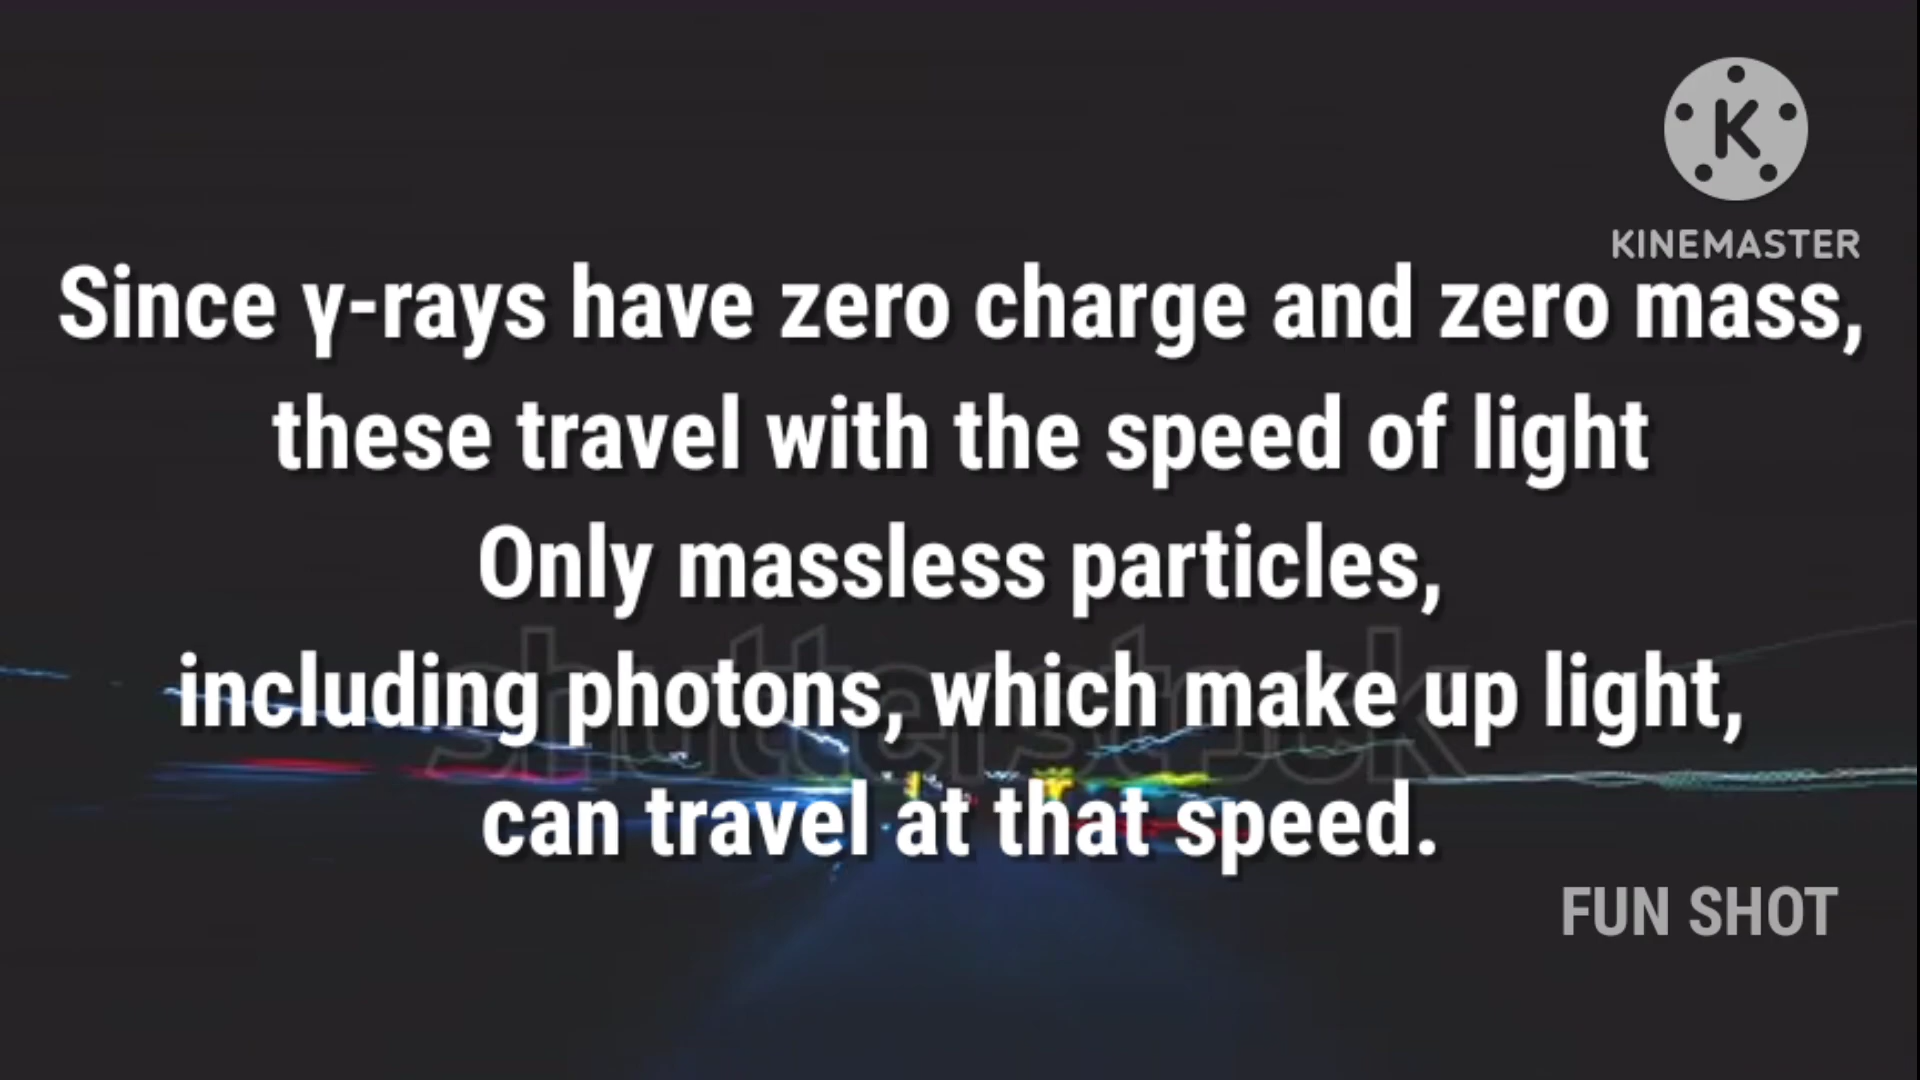 K
KINEMASTER
Since γ-rays have zero charge and zero mass,
these travel with the speed of light
Only massless particles,
including photons, which make up light,
can travel at that speed.
shutterstock
FUN SHOT